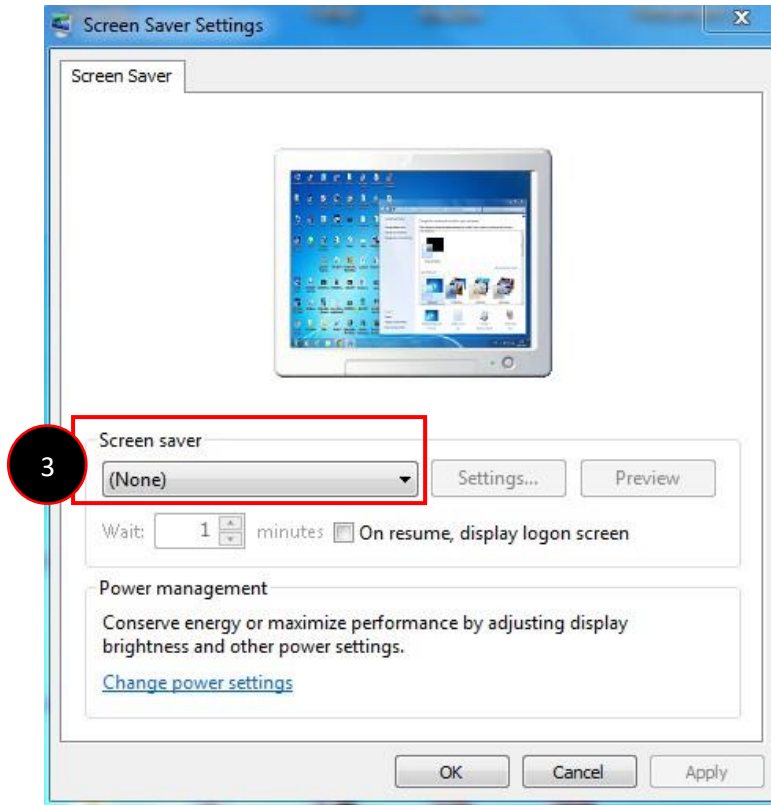 Screen Saver Settings
X
Screen Saver
Screen saver
3
(None)
Settings...
Preview
Wait: 1 minutes On resume, display logon screen
Power management
Conserve energy or maximize performance by adjusting display
brightness and other power settings.
Change power settings
OK
Cancel
Apply